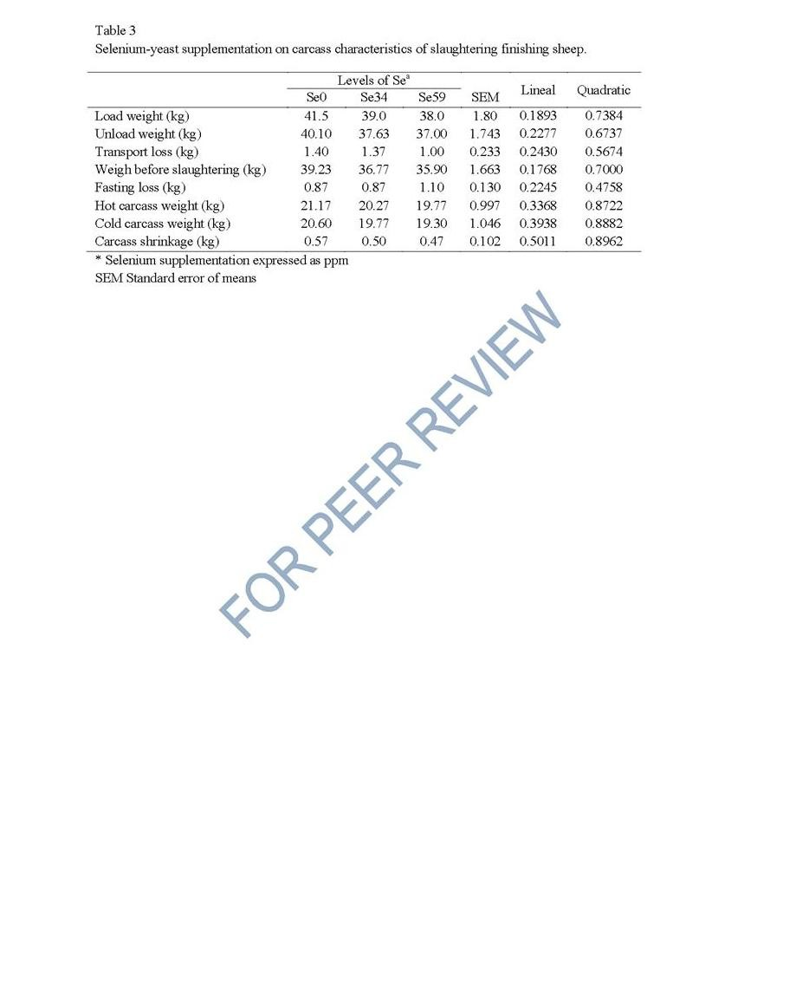 Table 3
Selenium-yeast supplementation on carcass characteristics of slaughtering finishing sheep.
Levels of Seª
Se0 Se34 Se59 SEM Lineal Quadratic
Load weight (kg) 41.5 39.0 38.0 1.80 0.1893 0.7384
Unload weight (kg) 40.10 37.63 37.00 1.743 0.2277 0.6737
Transport loss (kg) 1.40 1.37 1.00 0.233 0.2430 0.5674
Weigh before slaughtering (kg) 39.23 36.77 35.90 1.663 0.1768 0.7000
Fasting loss (kg) 0.87 0.87 1.10 0.130 0.2245 0.4758
Hot carcass weight (kg) 21.17 20.27 19.77 0.997 0.3368 0.8722
Cold carcass weight (kg) 20.60 19.77 19.30 1.046 0.3938 0.8882
Carcass shrinkage (kg) 0.57 0.50 0.47 0.102 0.5011 0.8962
* Selenium supplementation expressed as ppm
SEM Standard error of means
FOR PEER REVIEW